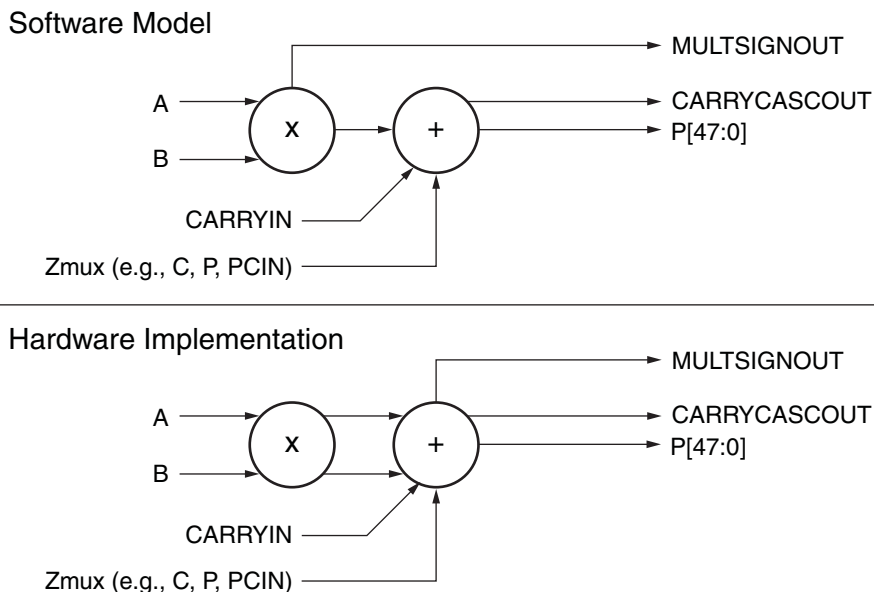 Software Model
MULTSIGNOUT
A
CARRYCASCOUT
x
+
P[47:0]
B
CARRYIN
Zmux (e.g., C, P, PCIN)
Hardware Implementation
MULTSIGNOUT
A
CARRYCASCOUT
x
+
P[47:0]
B
CARRYIN
Zmux (e.g., C, P, PCIN)